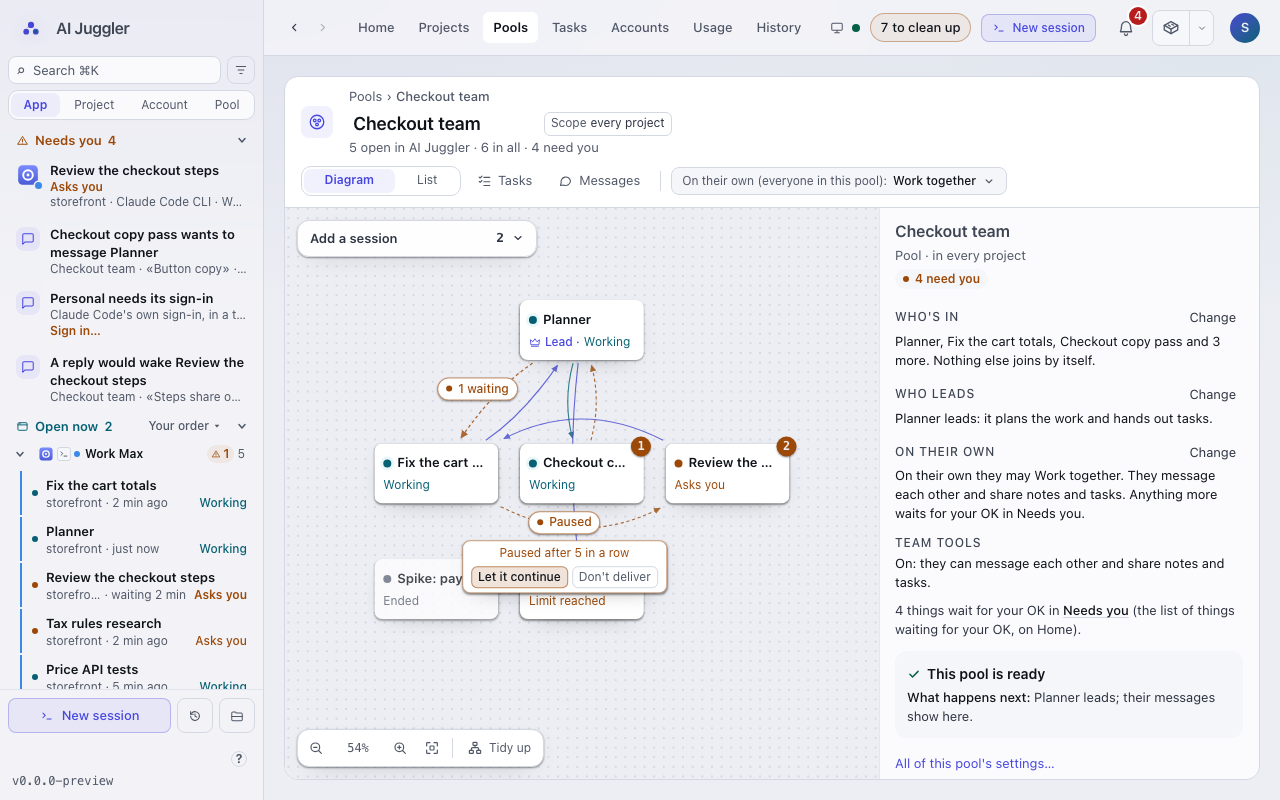 AI Juggler
Search ⌘K
App Project Account Pool
Needs you 4
Review the checkout steps
Asks you
storefront · Claude Code CLI · W...
Checkout copy pass wants to
message Planner
Checkout team · «Button copy» ·...
Personal needs its sign-in
Claude Code's own sign-in, in a t...
Sign in...
A reply would wake Review the
checkout steps
Checkout team · «Steps share o...
Open now 2 Your order
Work Max 1 5
Fix the cart totals
storefront · 2 min ago Working
Planner
storefront · just now Working
Review the checkout steps
storefro... · waiting 2 min Asks you
Tax rules research
storefront · 2 min ago Asks you
Price API tests
storefront · 5 min ago Working
New session
?
v0.0.0-preview
Home Projects Pools Tasks Accounts Usage History
7 to clean up
New session
4
S
Pools › Checkout team
Checkout team
Scope every project
5 open in AI Juggler · 6 in all · 4 need you
Diagram List Tasks Messages
On their own (everyone in this pool): Work together
Add a session 2
Planner
Lead · Working
1 waiting
Fix the cart ...
Working
1
Checkout c...
Working
2
Review the ...
Asks you
Paused
Paused after 5 in a row
Let it continue Don't deliver
Spike: pay
Ended
Limit reached
54%
Tidy up
Checkout team
Pool · in every project
4 need you
WHO'S IN Change
Planner, Fix the cart totals, Checkout copy pass and 3
more. Nothing else joins by itself.
WHO LEADS Change
Planner leads: it plans the work and hands out tasks.
ON THEIR OWN Change
On their own they may Work together. They message
each other and share notes and tasks. Anything more
waits for your OK in Needs you.
TEAM TOOLS
On: they can message each other and share notes and
tasks.
4 things wait for your OK in Needs you (the list of things
waiting for your OK, on Home).
This pool is ready
What happens next: Planner leads; their messages
show here.
All of this pool's settings...